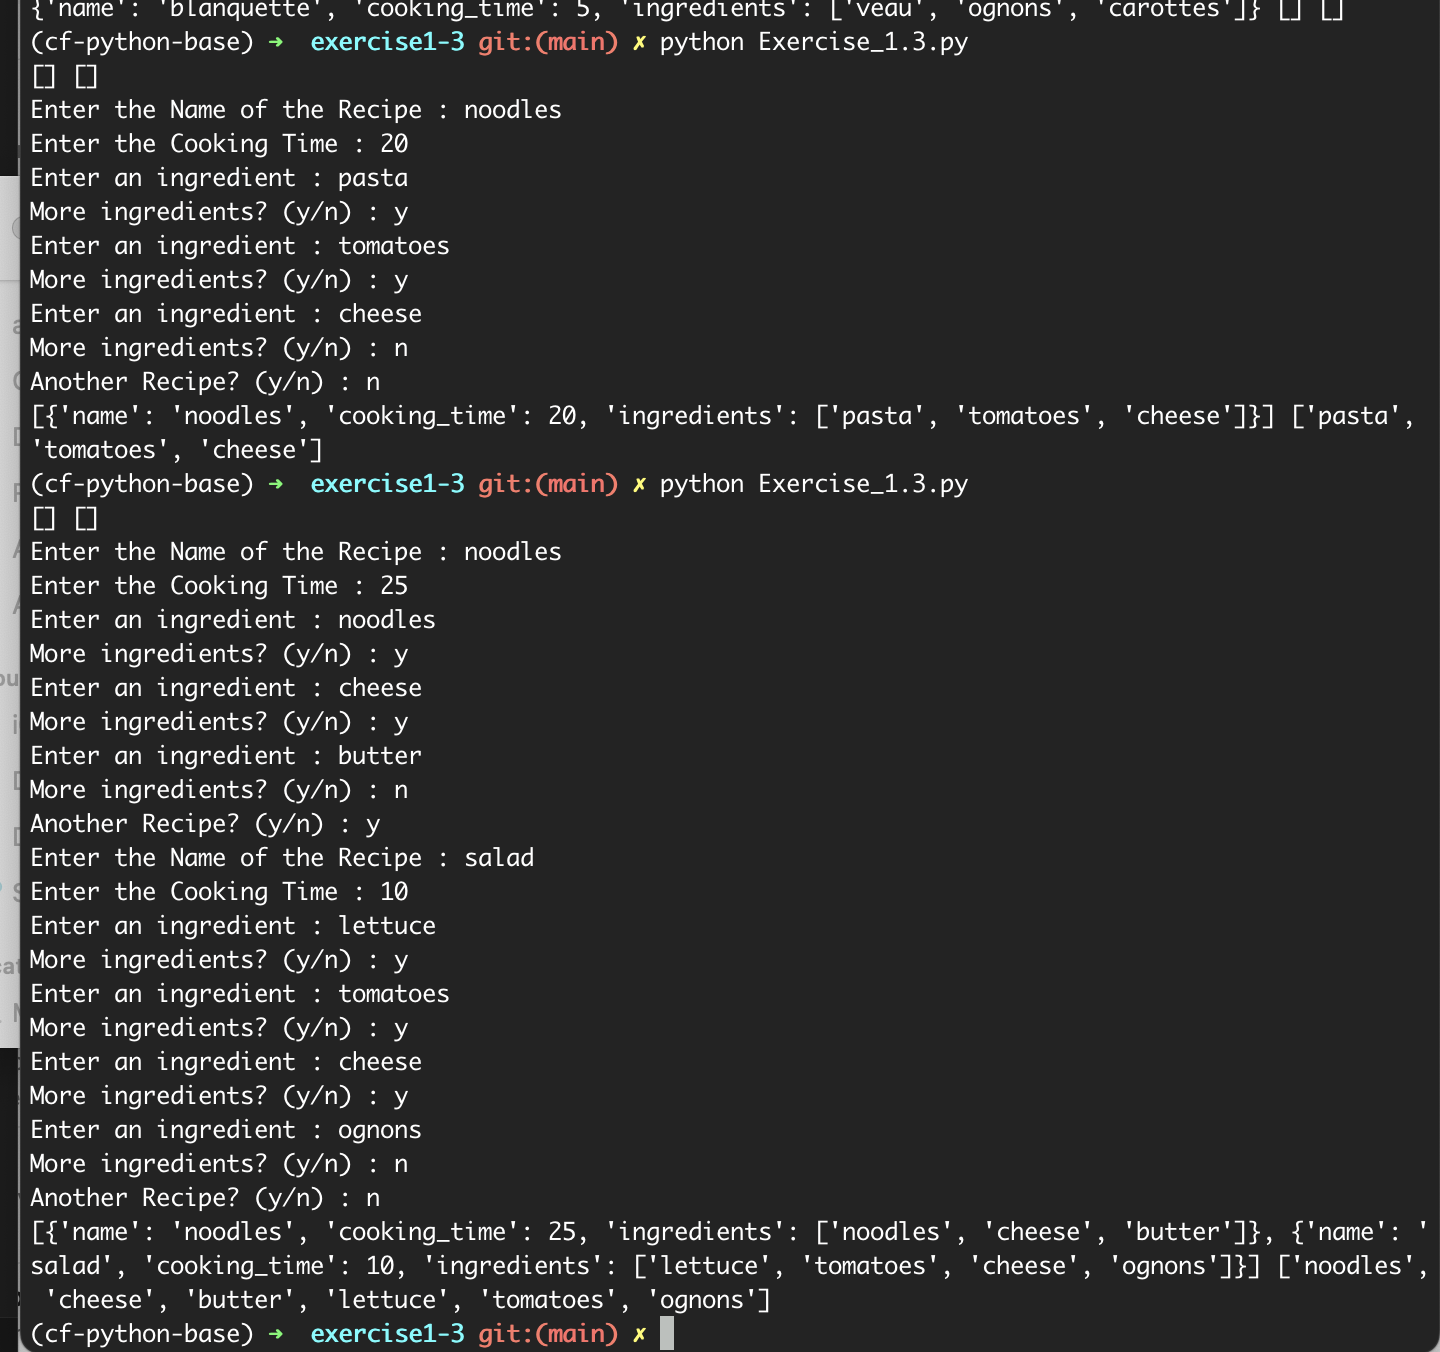 {'name': 'blanquette', 'cooking_time': 5, 'ingredients': ['veau', 'ognons', 'carottes']} [] []
(cf-python-base) ➜  exercise1-3 git:(main) ✗ python Exercise_1.3.py
[] []
Enter the Name of the Recipe : noodles
Enter the Cooking Time : 20
Enter an ingredient : pasta
More ingredients? (y/n) : y
Enter an ingredient : tomatoes
More ingredients? (y/n) : y
Enter an ingredient : cheese
More ingredients? (y/n) : n
Another Recipe? (y/n) : n
[{'name': 'noodles', 'cooking_time': 20, 'ingredients': ['pasta', 'tomatoes', 'cheese']}] ['pasta',
'tomatoes', 'cheese']
(cf-python-base) ➜  exercise1-3 git:(main) ✗ python Exercise_1.3.py
[] []
Enter the Name of the Recipe : noodles
Enter the Cooking Time : 25
Enter an ingredient : noodles
More ingredients? (y/n) : y
Enter an ingredient : cheese
More ingredients? (y/n) : y
Enter an ingredient : butter
More ingredients? (y/n) : n
Another Recipe? (y/n) : y
Enter the Name of the Recipe : salad
Enter the Cooking Time : 10
Enter an ingredient : lettuce
More ingredients? (y/n) : y
Enter an ingredient : tomatoes
More ingredients? (y/n) : y
Enter an ingredient : cheese
More ingredients? (y/n) : y
Enter an ingredient : ognons
More ingredients? (y/n) : n
Another Recipe? (y/n) : n
[{'name': 'noodles', 'cooking_time': 25, 'ingredients': ['noodles', 'cheese', 'butter']}, {'name': '
salad', 'cooking_time': 10, 'ingredients': ['lettuce', 'tomatoes', 'cheese', 'ognons']}] ['noodles',
 'cheese', 'butter', 'lettuce', 'tomatoes', 'ognons']
(cf-python-base) ➜  exercise1-3 git:(main) ✗